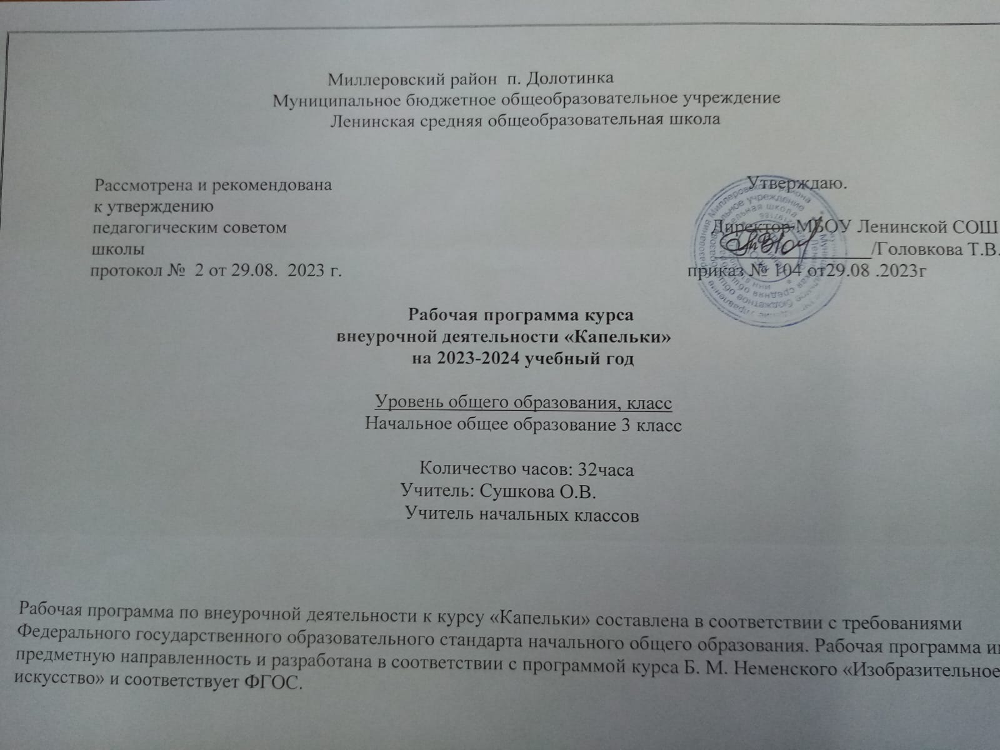 Миллеровский район п. Долотинка
Муниципальное бюджетное общеобразовательное учреждение
Ленинская средняя общеобразовательная школа
Рассмотрена и рекомендована
к утверждению
педагогическим советом
школы
протокол № 2 от 29.08. 2023 г.
Утверждаю.
Директор МБОУ Ленинской СОШ
/Головкова Т.В.
приказ № 104 от29.08 .2023г
Рабочая программа курса
внеурочной деятельности «Капельки»
на 2023-2024 учебный год
Уровень общего образования, класс
Начальное общее образование 3 класс
Количество часов: 32часа
Учитель: Сушкова О.В.
Учитель начальных классов
Рабочая программа по внеурочной деятельности к курсу «Капельки» составлена в соответствии с требованиями
Федерального государственного образовательного стандарта начального общего образования. Рабочая программа
предметную направленность и разработана в соответствии с программой курса Б. М. Неменского «Изобразительное
искусство» и соответствует ФГОС.